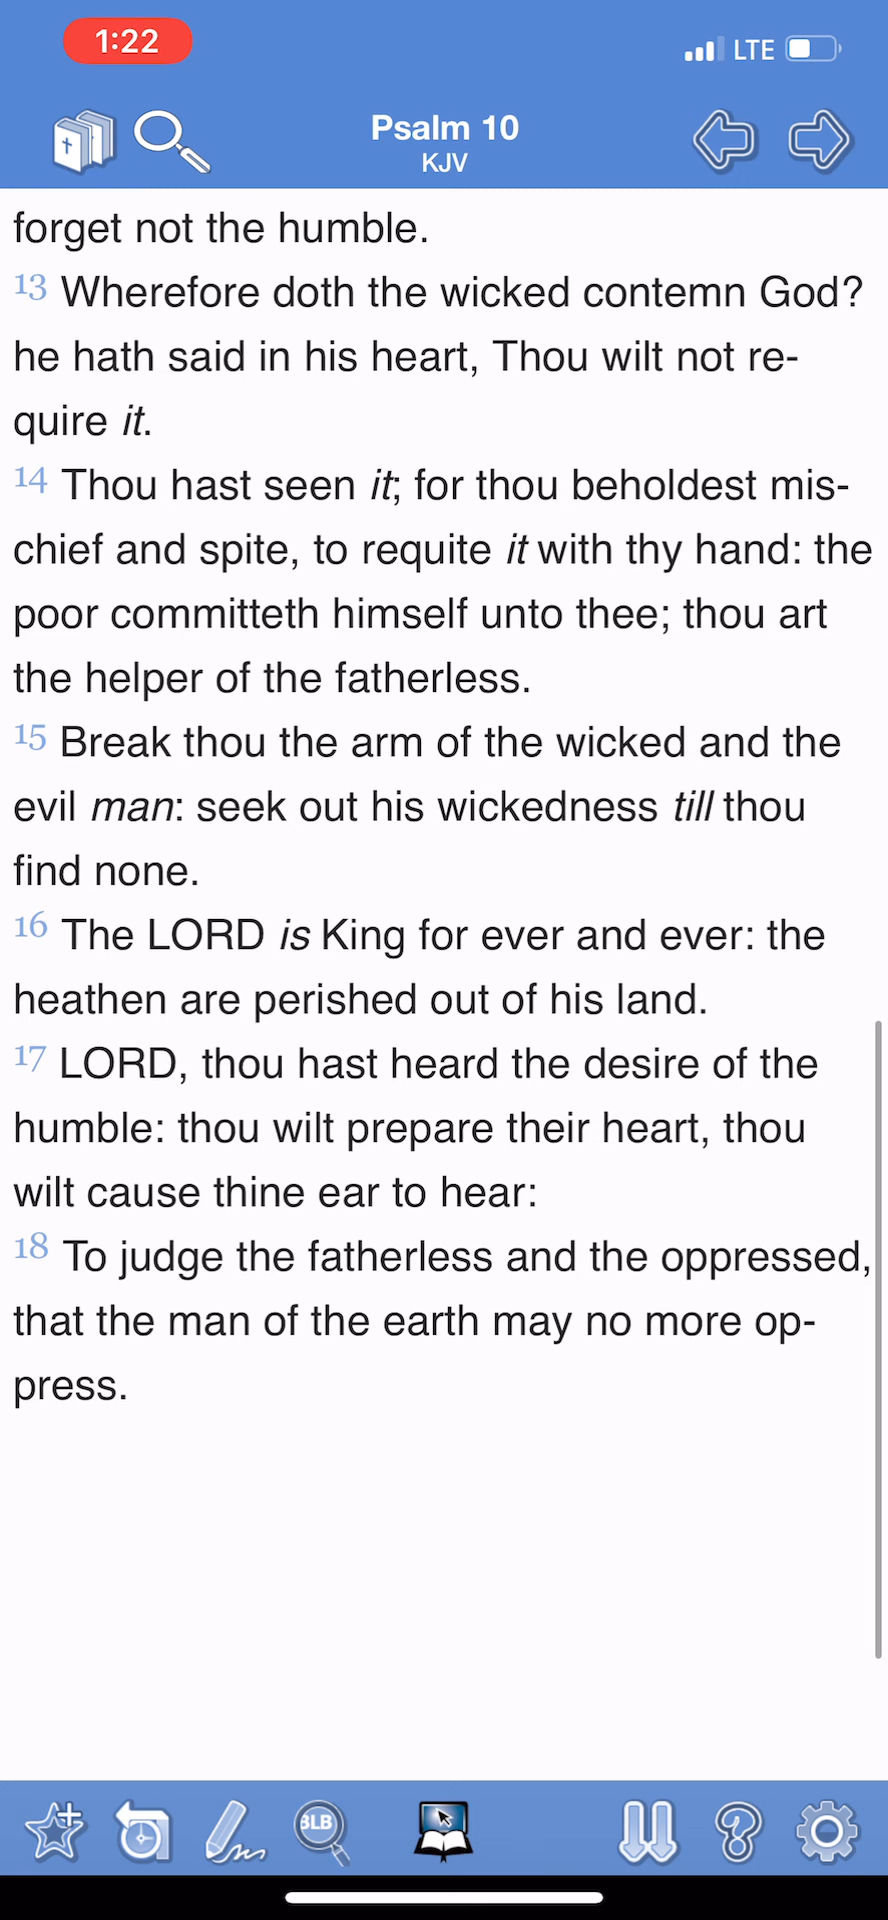 1:22
LTE
Psalm 10
KJV
forget not the humble.
13 Wherefore doth the wicked contemn God?
he hath said in his heart, Thou wilt not re-
quire it.
14 Thou hast seen it; for thou beholdest mis-
chief and spite, to requite it with thy hand: the
poor committeth himself unto thee; thou art
the helper of the fatherless.
15 Break thou the arm of the wicked and the
evil man: seek out his wickedness till thou
find none.
16 The LORD is King for ever and ever: the
heathen are perished out of his land.
17 LORD, thou hast heard the desire of the
humble: thou wilt prepare their heart, thou
wilt cause thine ear to hear:
18 To judge the fatherless and the oppressed,
that the man of the earth may no more op-
press.
BLB